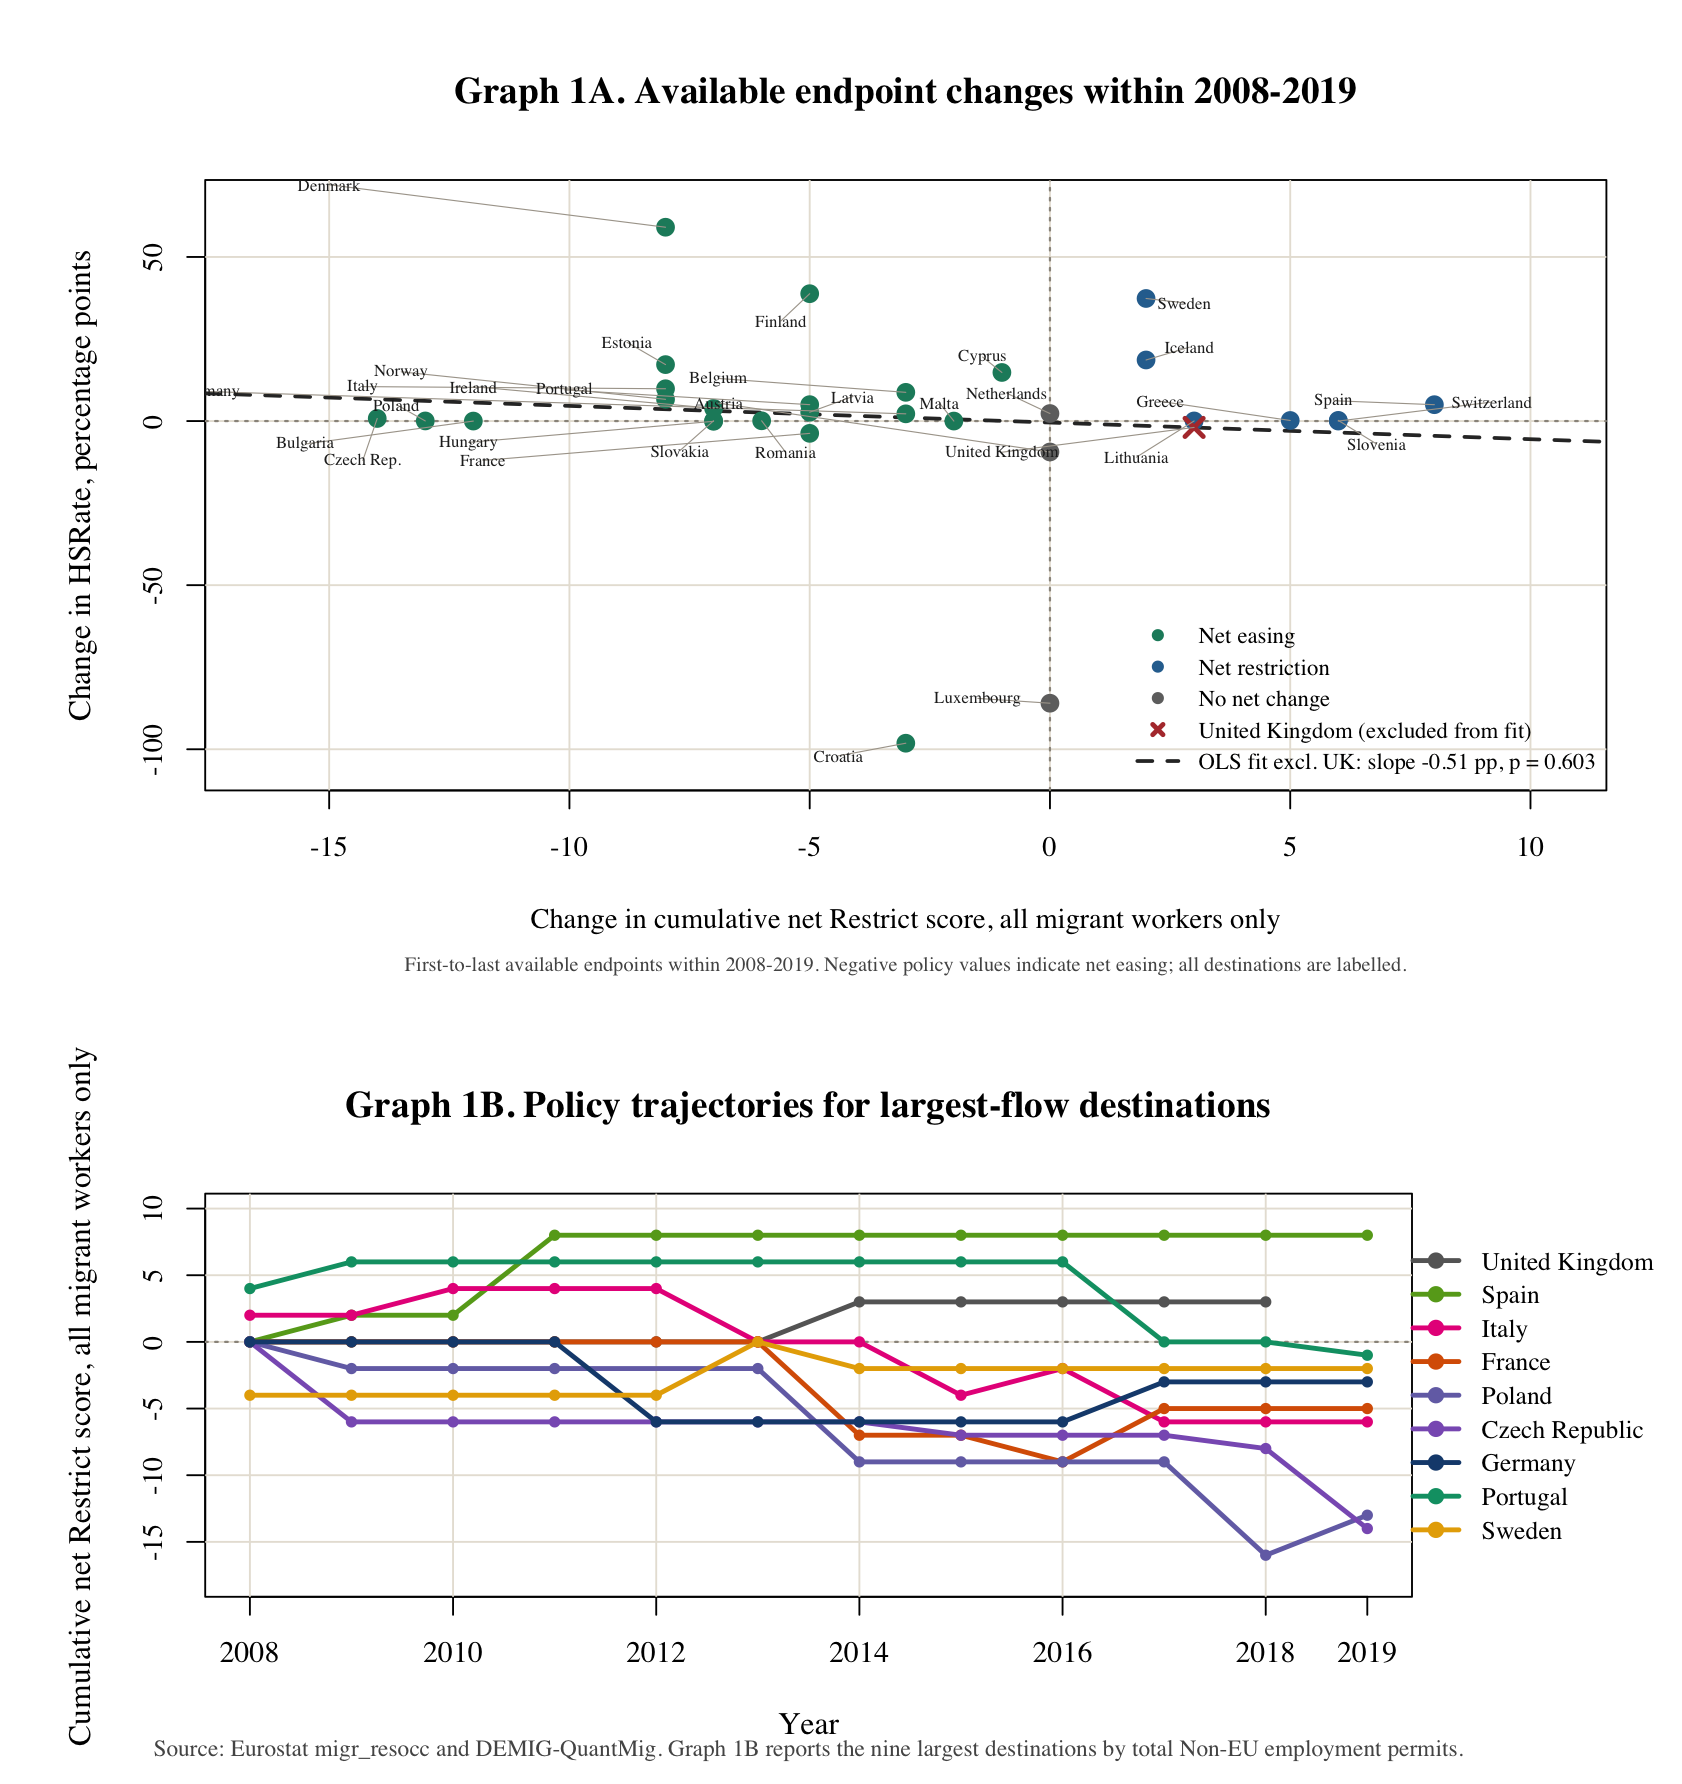 Graph 1A. Available endpoint changes within 2008-2019
Change in HSRate, percentage points
50
0
-50
-100
Denmark
Finland
Sweden
Estonia
Iceland
Cyprus
Norway
Belgium
Italy
Ireland
Portugal
many
Netherlands
Latvia
Austria
Malta
Greece
Spain
Switzerland
Poland
Bulgaria
Hungary
Slovenia
Czech Rep.
France
Slovakia
Romania
United Kingdom
Lithuania
Luxembourg
Croatia
Net easing
Net restriction
No net change
United Kingdom (excluded from fit)
OLS fit excl. UK: slope -0.51 pp, p = 0.603
-15 -10 -5 0 5 10
Change in cumulative net Restrict score, all migrant workers only
First-to-last available endpoints within 2008-2019. Negative policy values indicate net easing; all destinations are labelled.
Graph 1B. Policy trajectories for largest-flow destinations
Cumulative net Restrict score, all migrant workers only
10
5
0
-5
-10
-15
United Kingdom
Spain
Italy
France
Poland
Czech Republic
Germany
Portugal
Sweden
2008 2010 2012 2014 2016 2018 2019
Year
Source: Eurostat migr_resocc and DEMIG-QuantMig. Graph 1B reports the nine largest destinations by total Non-EU employment permits.